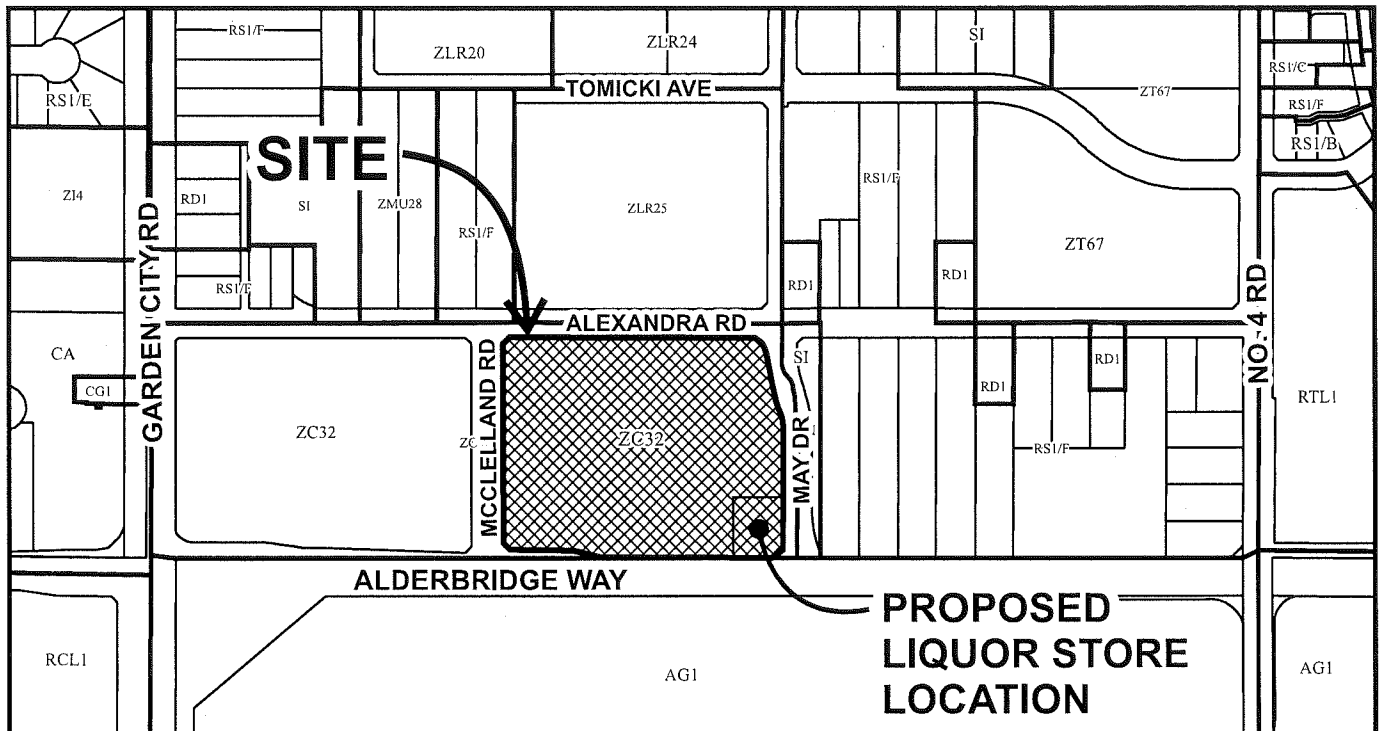 RS1/F
ZLR20
ZLR24
SI
RS1/C
RS1/E
TOMICKI AVE
ZT67
RS1/F
RS1/B
SITE
ZI4
RD1
SI
ZMU28
RS1/F
ZLR25
RS1/F
ZT67
GARDEN CITY RD
RS1/F
RD1
RD1
CA
CG1
ALEXANDRA RD
SI
RD1
RD1
NO. 4 RD
RTL1
ZC32
ZC
MCCLELLAND RD
ZC32
MAY DR
RS1/F
ALDERBRIDGE WAY
PROPOSED
LIQUOR STORE
LOCATION
RCL1
AG1
AG1